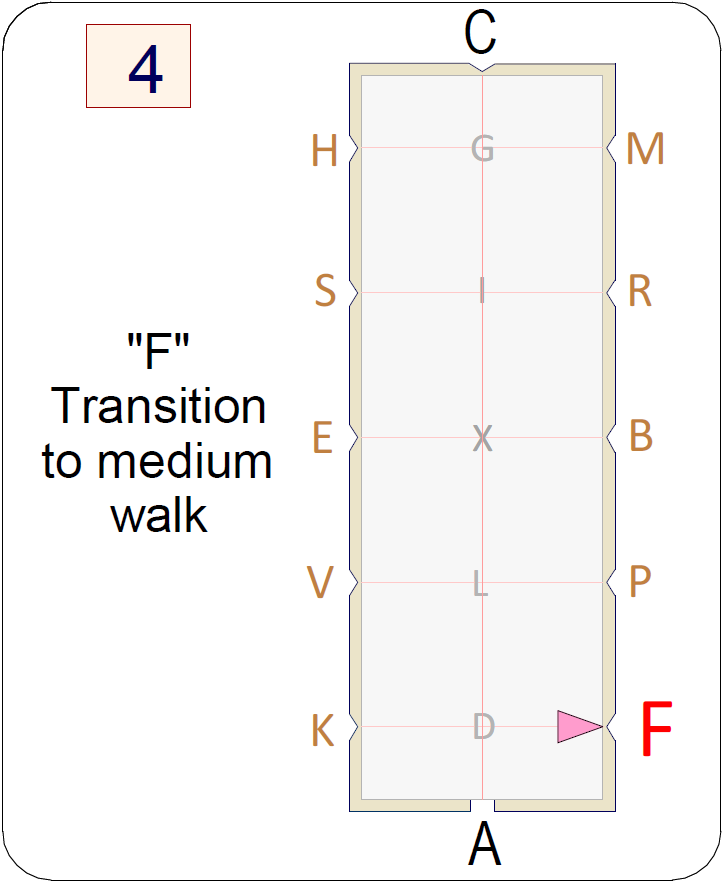 4
C
H G M
S I R
"F"
Transition
to medium
walk
E X B
V L P
K D F
A